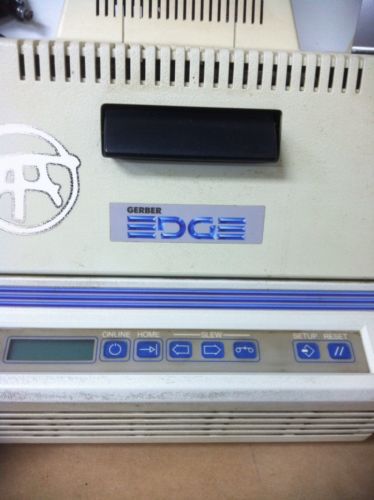 GERBER
EDGE
ONLINE HOME SLEW SETUP RESET